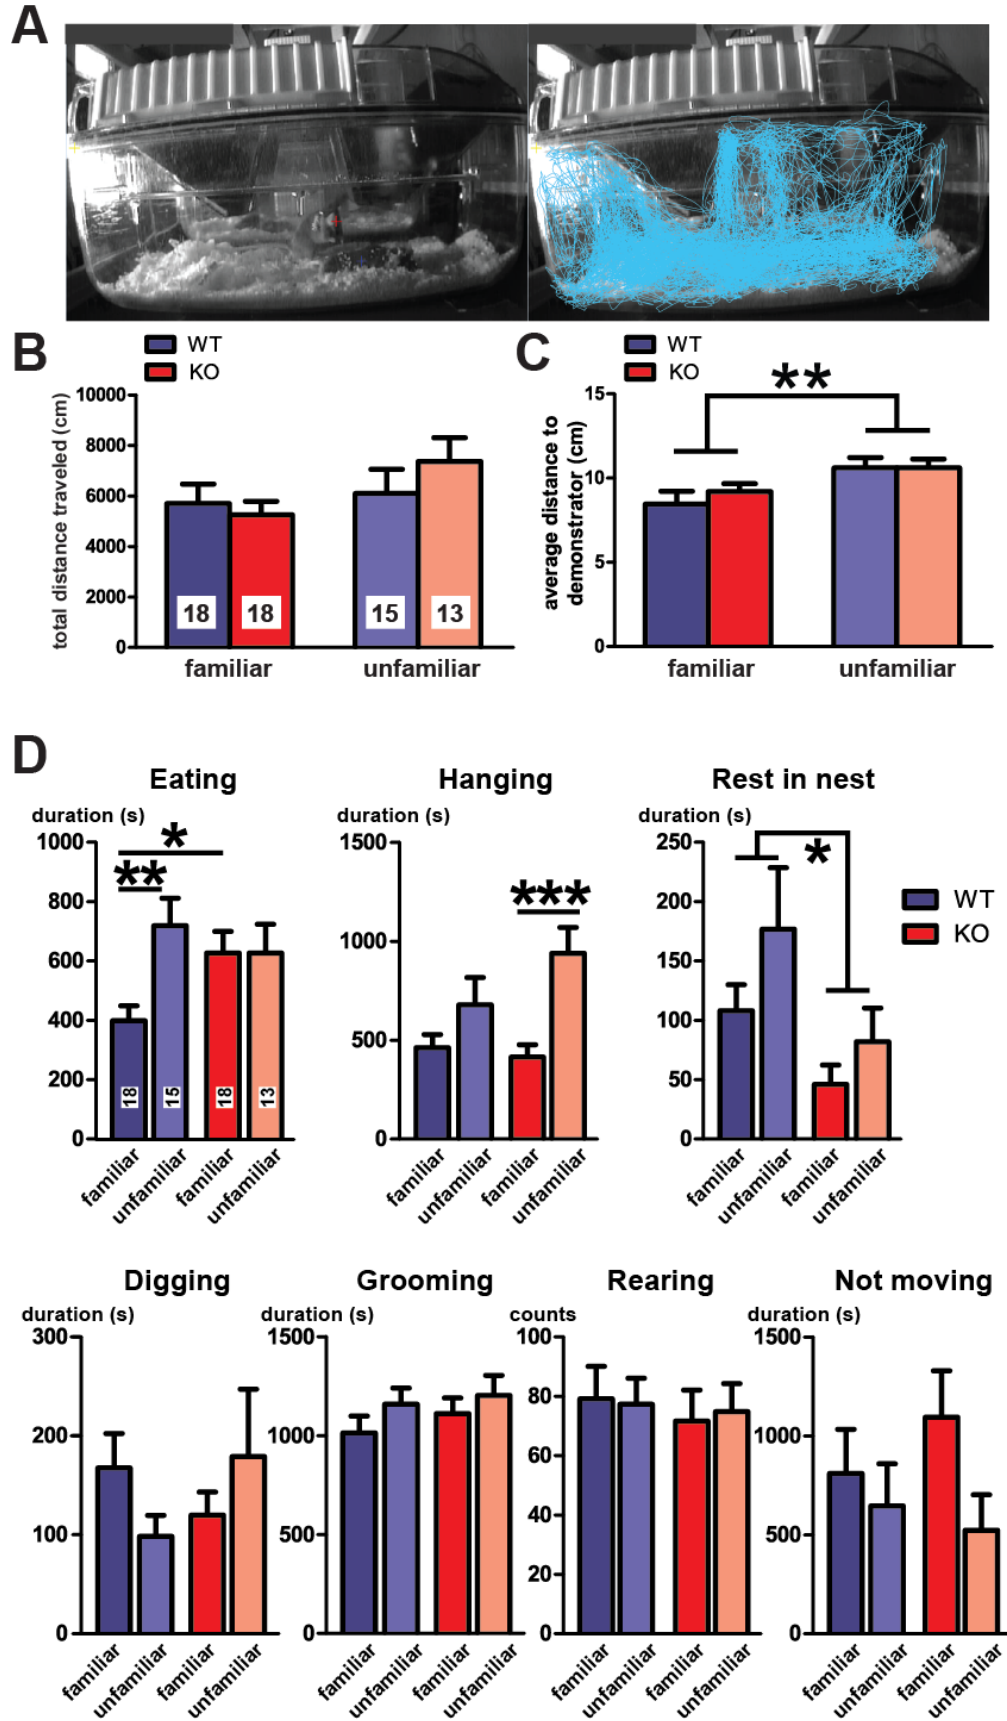 A
B
WT
KO
total distance traveled (cm)
10000
8000
6000
4000
2000
0
18
18
15
13
familiar
unfamiliar
C
WT
KO
**
average distance to
demonstrator (cm)
15
10
5
0
familiar
unfamiliar
D
Eating
duration (s)
1000
800
600
400
200
0
*
**
18
15
18
13
familiar
unfamiliar
familiar
unfamiliar
Hanging
duration (s)
1500
1000
500
0
***
familiar
unfamiliar
familiar
unfamiliar
Rest in nest
duration (s)
250
200
150
100
50
0
*
familiar
unfamiliar
familiar
unfamiliar
WT
KO
Digging
duration (s)
300
200
100
0
familiar
unfamiliar
familiar
unfamiliar
Grooming
duration (s)
1500
1000
500
0
familiar
unfamiliar
familiar
unfamiliar
Rearing
counts
100
80
60
40
20
0
familiar
unfamiliar
familiar
unfamiliar
Not moving
duration (s)
1500
1000
500
0
familiar
unfamiliar
familiar
unfamiliar